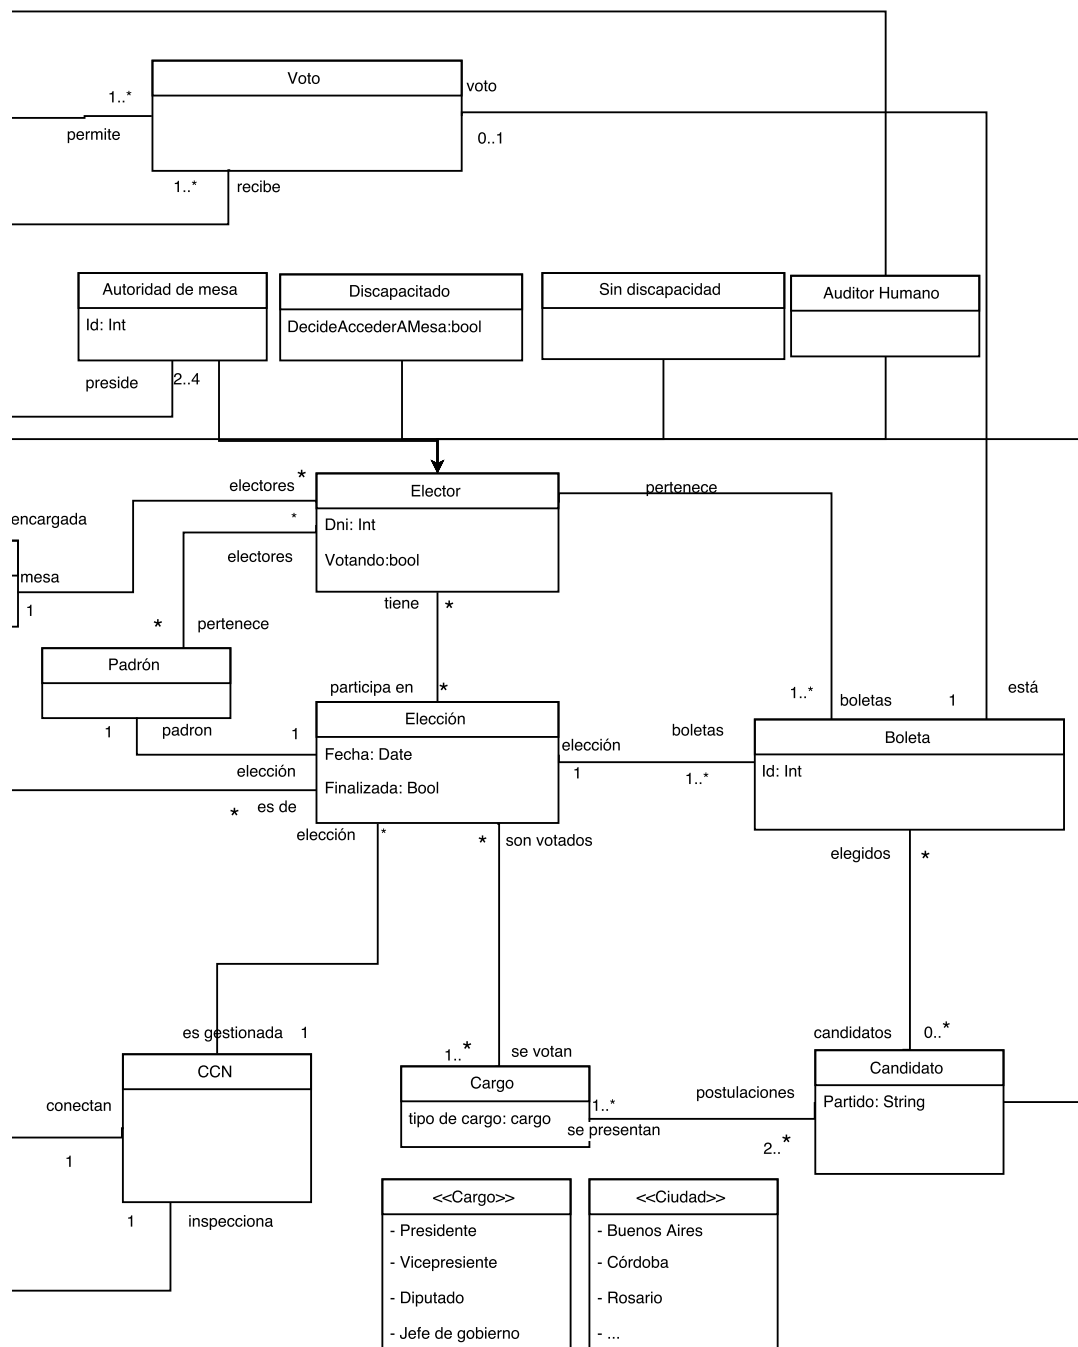 Voto
voto
1..*
permite
0..1
1..*
recibe
Autoridad de mesa
Id: Int
Discapacitado
DecideAccederAMesa:bool
Sin discapacidad
Auditor Humano
preside
2..4
electores
*
Elector
Dni: Int
Votando:bool
pertenece
encargada
*
electores
mesa
1
tiene
*
*
pertenece
Padrón
participa en
*
1..*
boletas
1
está
1
padron
1
elección
Elección
Fecha: Date
Finalizada: Bool
elección
1
boletas
1..*
Boleta
Id: Int
*
es de
elección
*
*
son votados
elegidos
*
es gestionada
1
candidatos
0..*
1..*
se votan
CCN
Cargo
tipo de cargo: cargo
Candidato
Partido: String
conectan
1
1..*
postulaciones
se presentan
2..*
1
inspecciona
<<Cargo>>
- Presidente
- Vicepresiente
- Diputado
- Jefe de gobierno
<<Ciudad>>
- Buenos Aires
- Córdoba
- Rosario
- ...